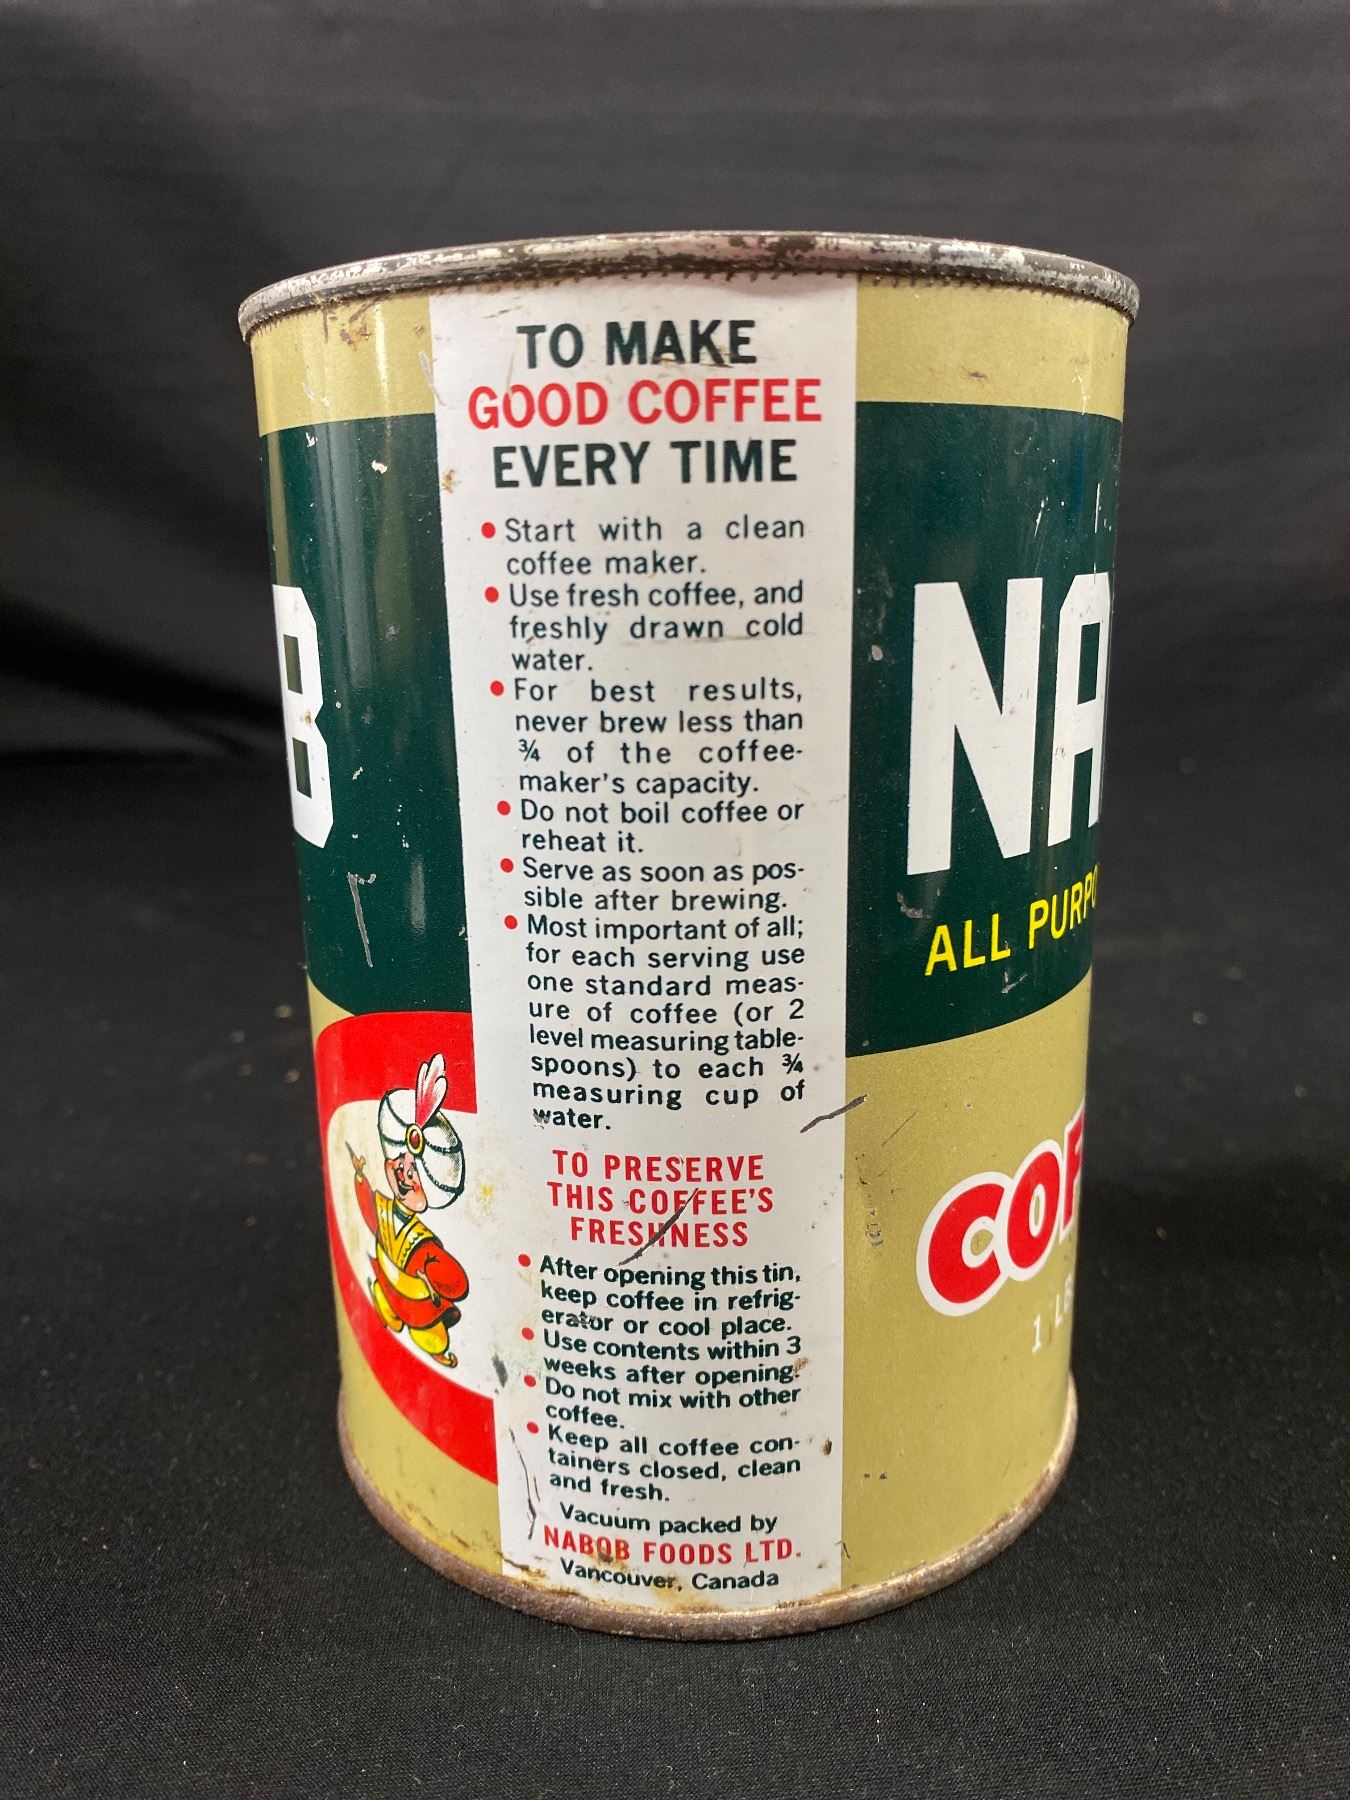 TO MAKE
GOOD COFFEE
EVERY TIME
• Start with a clean
coffee maker.
• Use fresh coffee, and
freshly drawn cold
water.
• For best results,
never brew less than
¾ of the coffee-
maker's capacity.
• Do not boil coffee or
reheat it.
• Serve as soon as pos-
sible after brewing.
• Most important of all;
for each serving use
one standard meas-
ure of coffee (or 2
level measuring table-
spoons) to each ¾
measuring cup of
water.
TO PRESERVE
THIS COFFEE'S
FRESHNESS
• After opening this tin,
keep coffee in refrig-
erator or cool place.
• Use contents within 3
weeks after opening.
• Do not mix with other
coffee.
• Keep all coffee con-
tainers closed, clean
and fresh.
Vacuum packed by
NABOB FOODS LTD.
Vancouver, Canada
B
NA
ALL PURPO
COF
1 LB